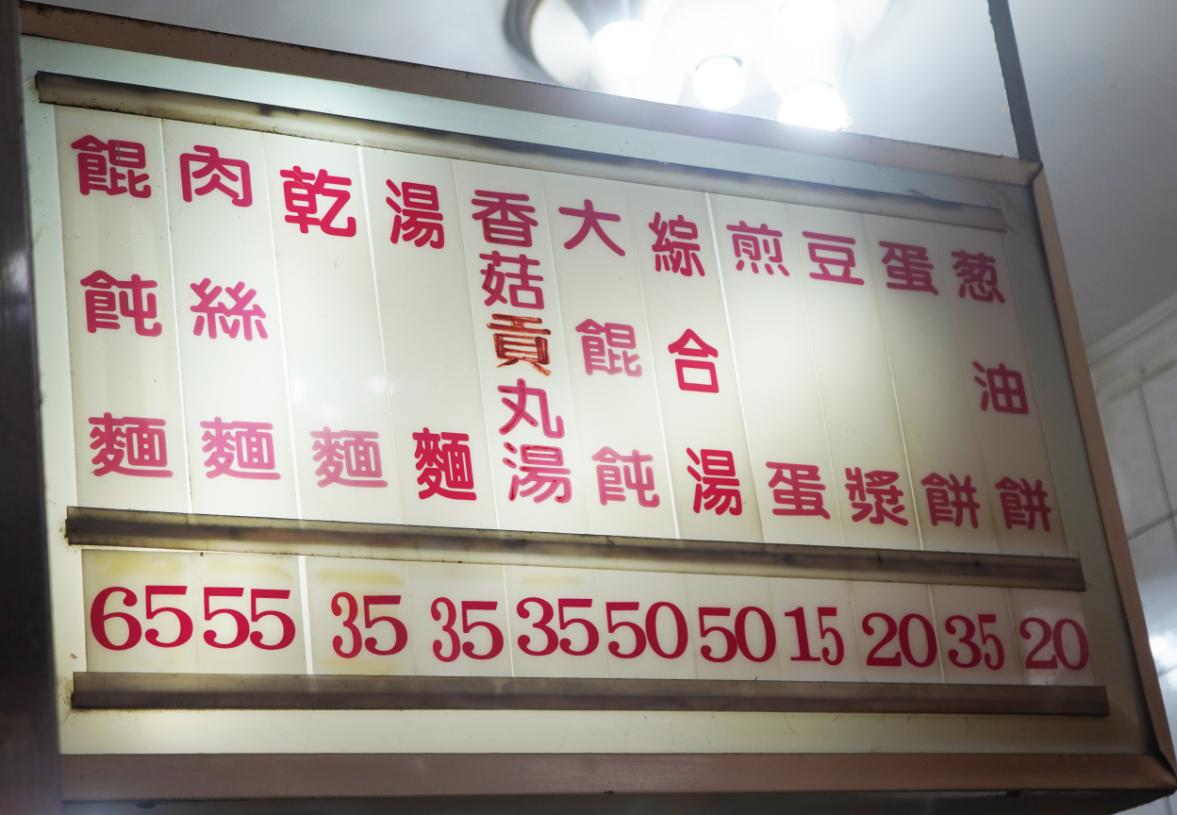 餛飩麵
肉絲麵
乾麵
湯麵
香菇貢丸湯
大餛飩
綜合湯
煎蛋
豆漿
蛋餅
葱油餅
65 55 35 35 35 50 50 15 20 35 20